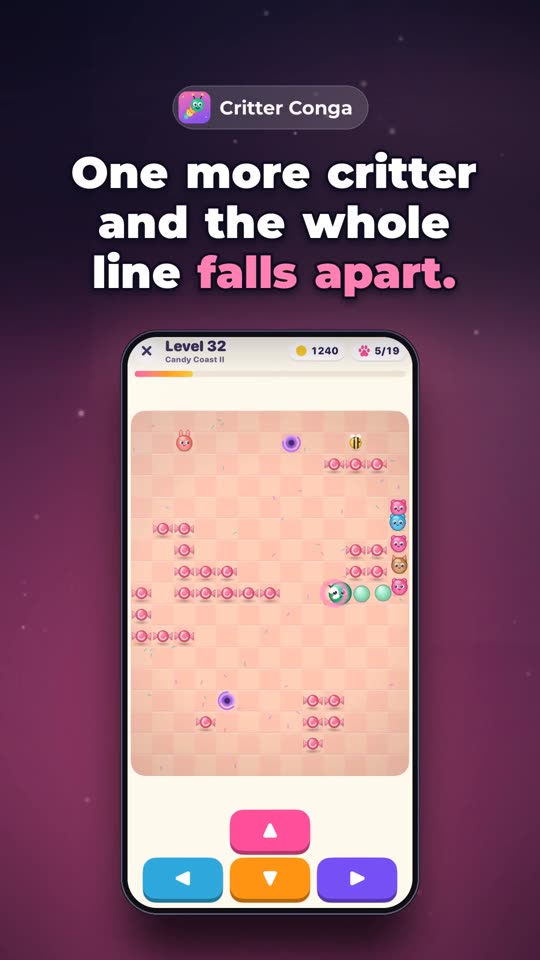 Critter Conga
One more critter
and the whole
line falls apart.
Level 32
Candy Coast II
1240
5/19